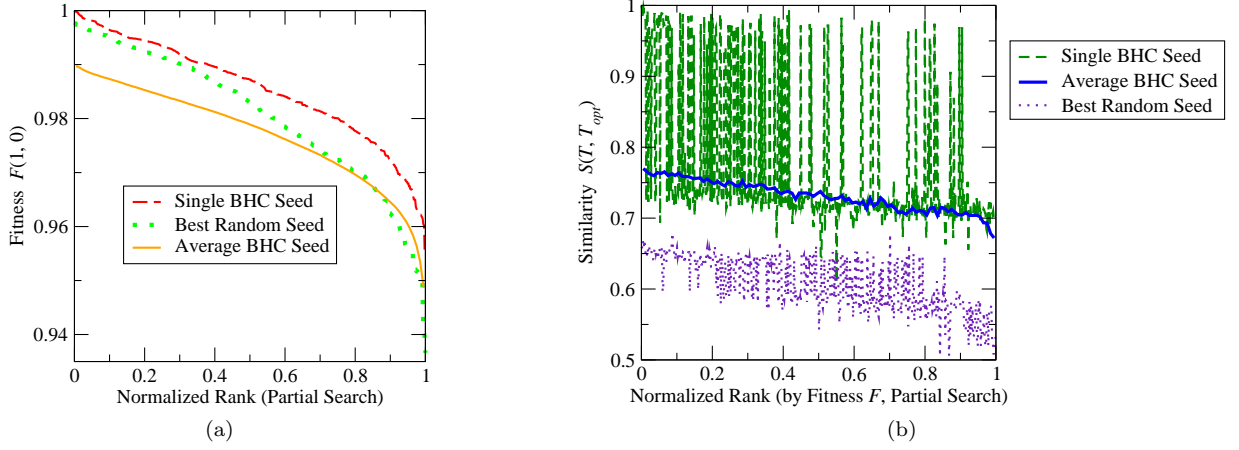 1
0.98
0.96
0.94
Fitness F(1, 0)
Single BHC Seed
Best Random Seed
Average BHC Seed
0 0.2 0.4 0.6 0.8 1
Normalized Rank (Partial Search)
(a)
1
0.9
0.8
0.7
0.6
0.5
Similarity S(T, T_opt)
0 0.2 0.4 0.6 0.8 1
Normalized Rank (by Fitness F, Partial Search)
(b)
Single BHC Seed
Average BHC Seed
Best Random Seed